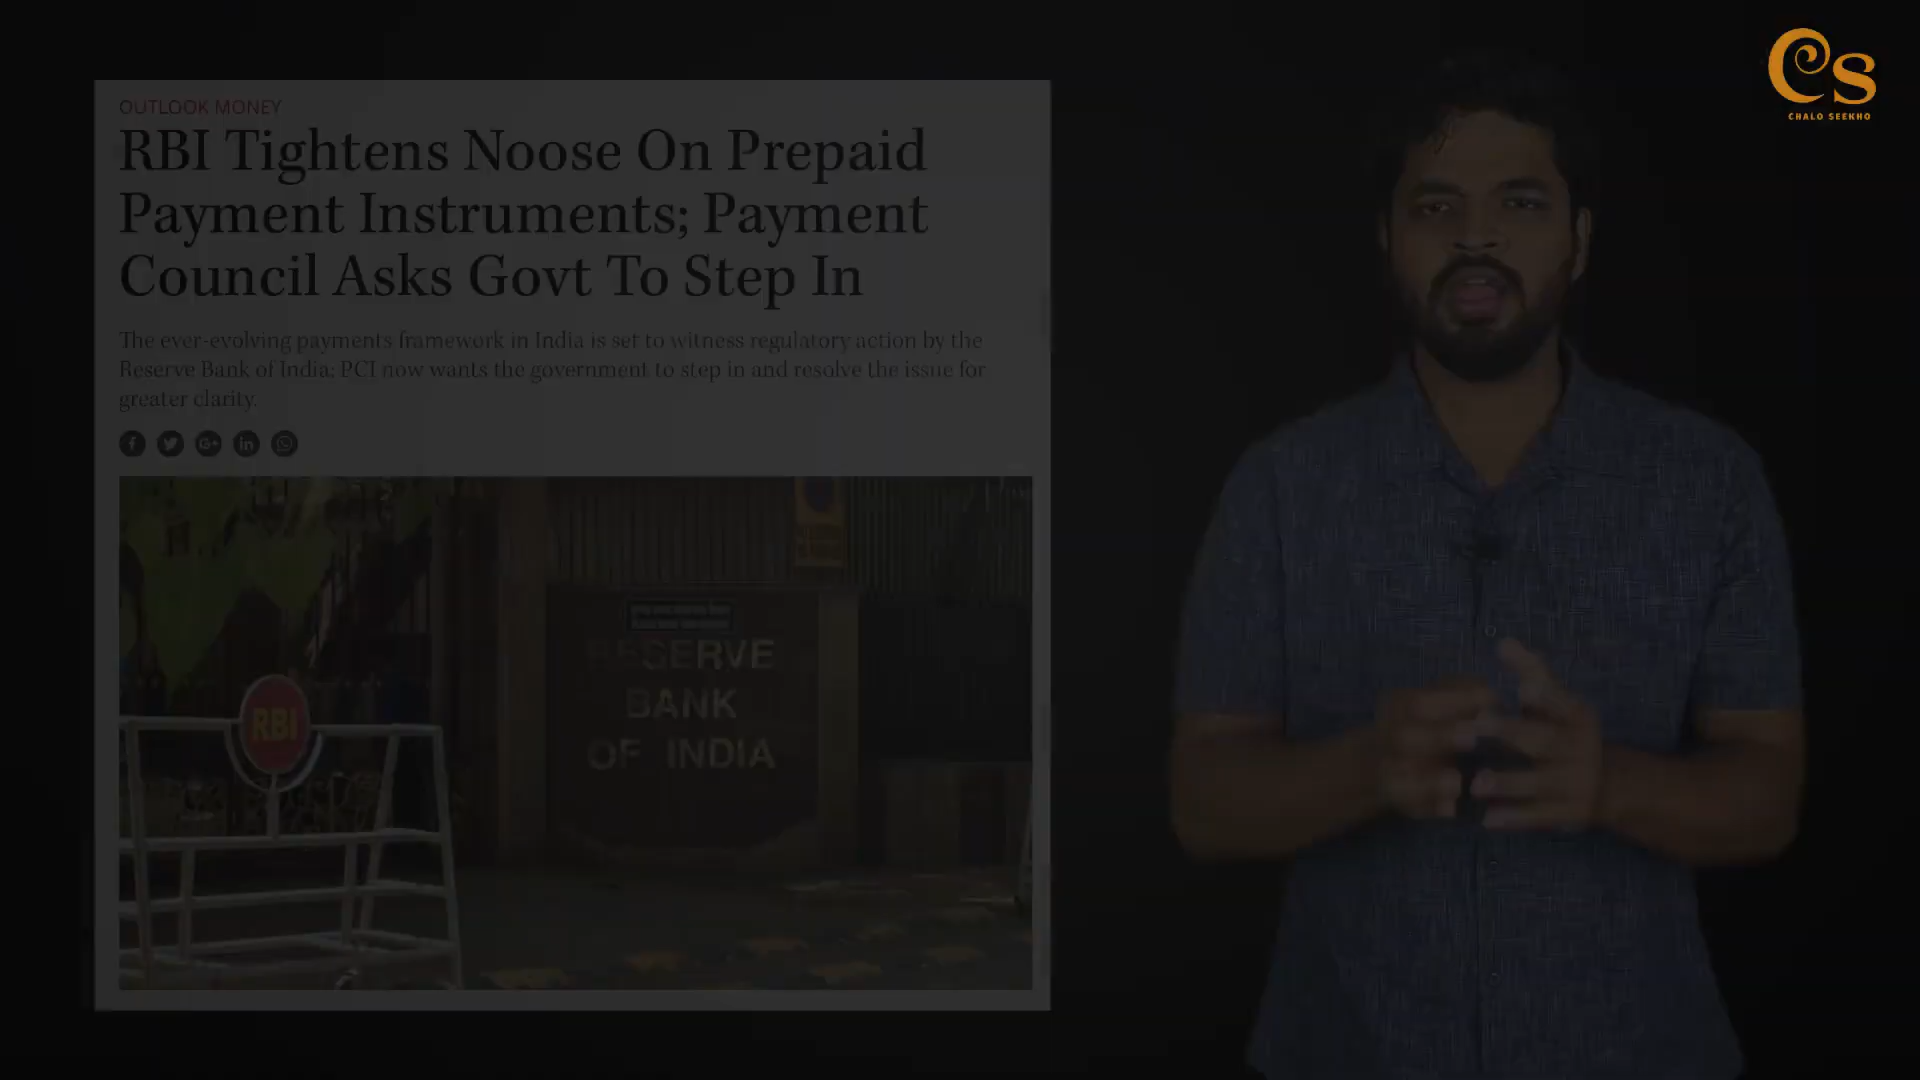 OUTLOOK MONEY
RBI Tightens Noose On Prepaid
Payment Instruments; Payment
Council Asks Govt To Step In
The ever-evolving payments framework in India is set to witness regulatory action by the
Reserve Bank of India; PCI now wants the government to step in and resolve the issue for
greater clarity.
RESERVE
BANK
OF INDIA
RBI
Cs
CHALO SEEKHO